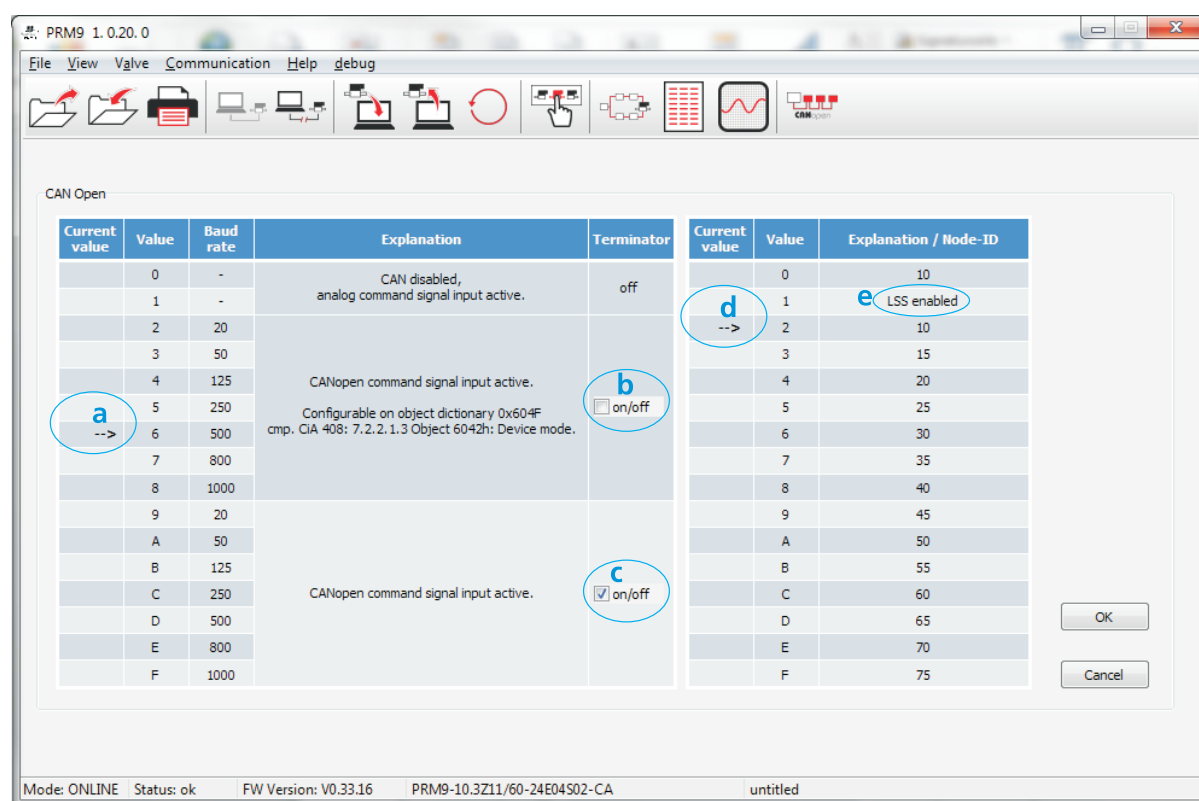 PRM9 1. 0.20. 0
File View Valve Communication Help debug
CANopen
CAN Open
Current value Value Baud rate Explanation Terminator
0 -
1 -
CAN disabled,
analog command signal input active.
off
2 20
3 50
4 125
5 250
a --> 6 500
7 800
8 1000
CANopen command signal input active.
Configurable on object dictionary 0x604F
cmp. CiA 408: 7.2.2.1.3 Object 6042h: Device mode.
b
on/off
9 20
A 50
B 125
C 250
D 500
E 800
F 1000
CANopen command signal input active.
c
on/off
Current value Value Explanation / Node-ID
0 10
1 e LSS enabled
d --> 2 10
3 15
4 20
5 25
6 30
7 35
8 40
9 45
A 50
B 55
C 60
D 65
E 70
F 75
OK
Cancel
Mode: ONLINE Status: ok FW Version: V0.33.16 PRM9-10.3Z11/60-24E04S02-CA untitled